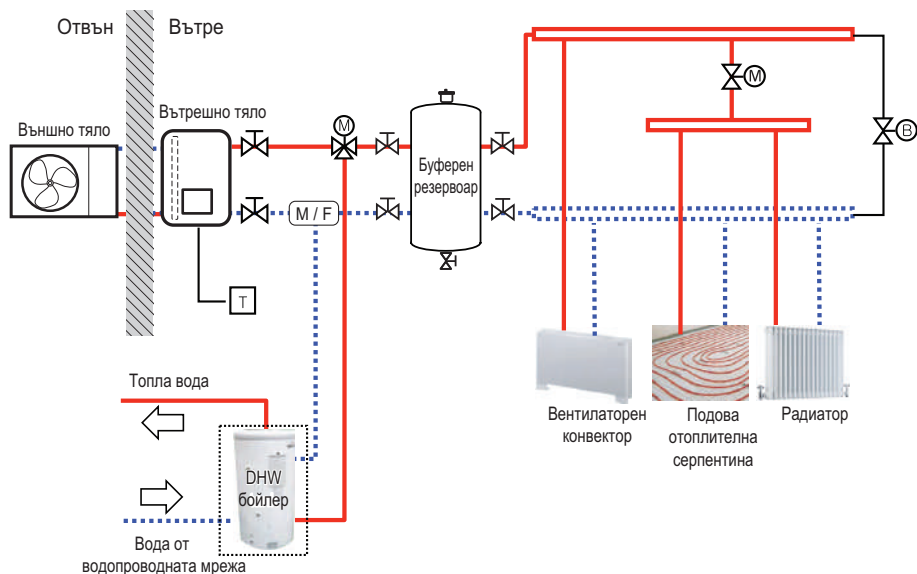 Отвън
Вътре
Външно тяло
Вътрешно тяло
M
M
B
Буферен
резервоар
M / F
T
Топла вода
DHW
бойлер
Вода от
водопроводната мрежа
Вентилаторен
конвектор
Подова
отоплителна
серпентина
Радиатор